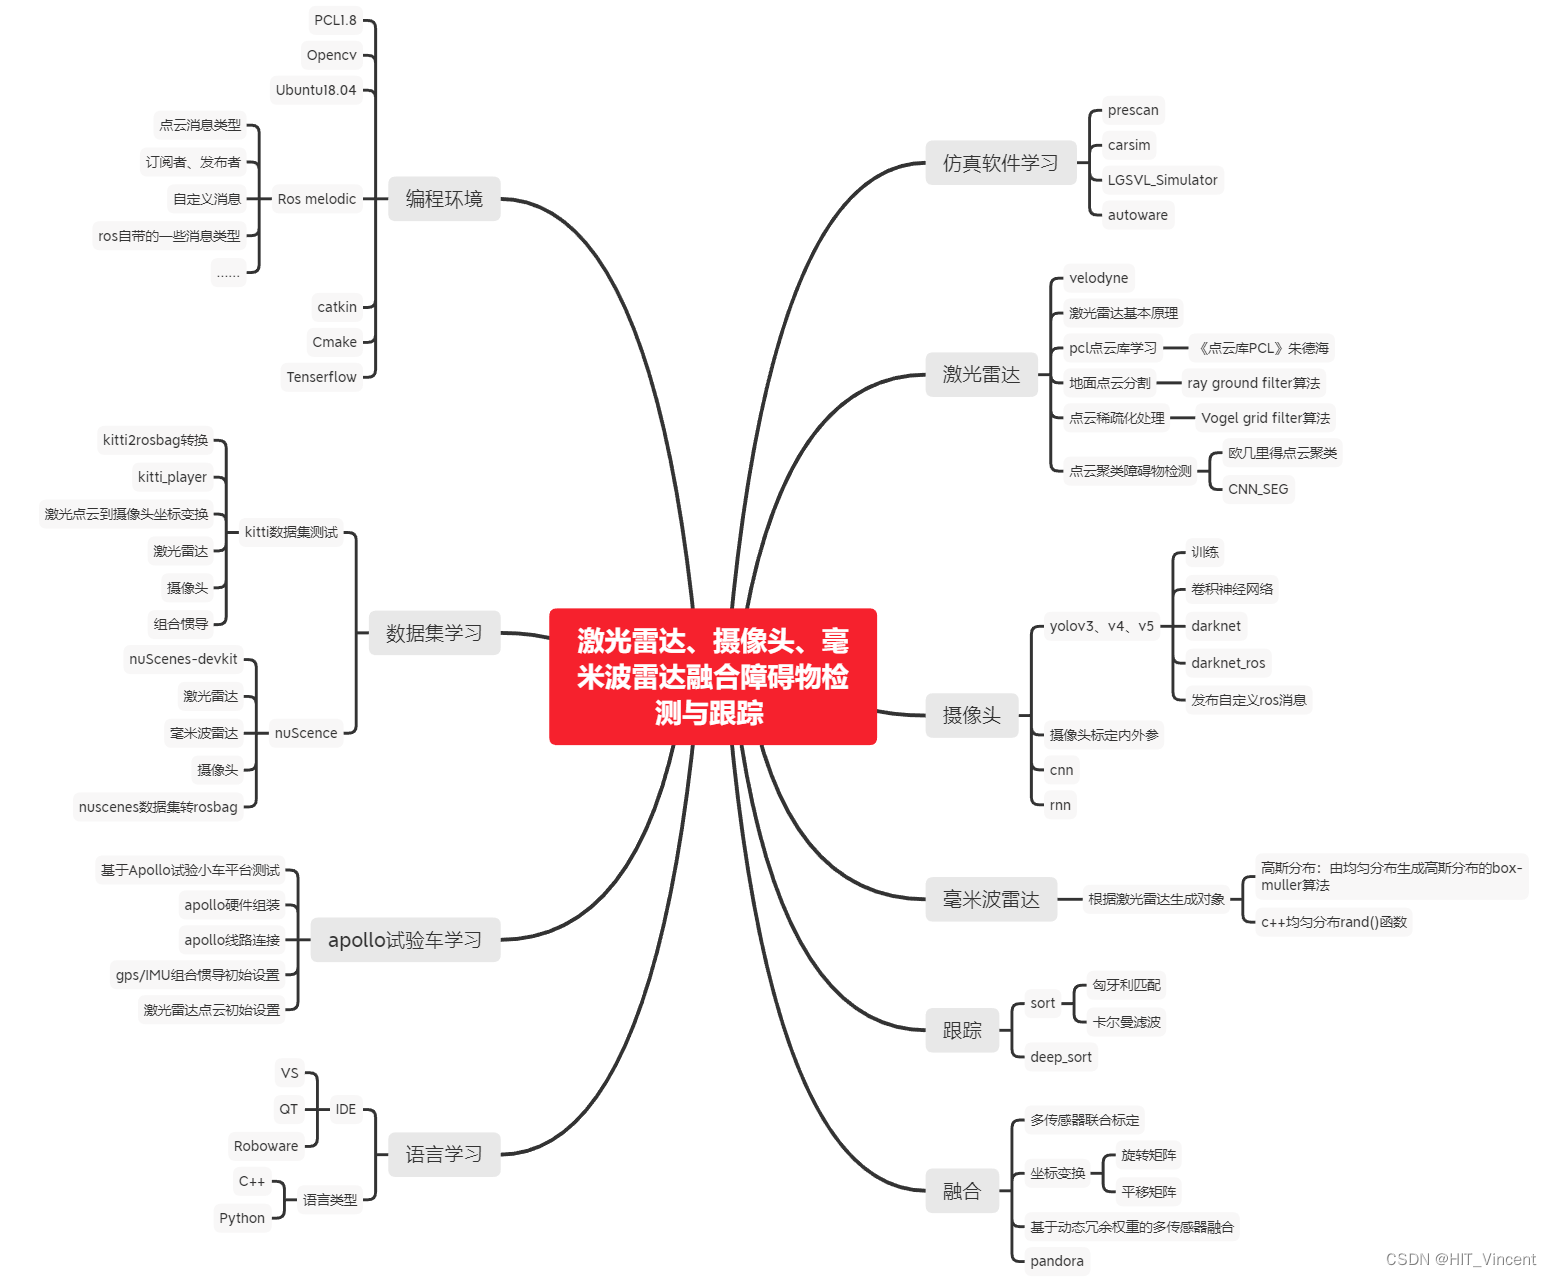 激光雷达、摄像头、毫
米波雷达融合障碍物检
测与跟踪
编程环境
PCL1.8
Opencv
Ubuntu18.04
Ros melodic
点云消息类型
订阅者、发布者
自定义消息
ros自带的一些消息类型
......
catkin
Cmake
Tenserflow
数据集学习
kitti数据集测试
kitti2rosbag转换
kitti_player
激光点云到摄像头坐标变换
激光雷达
摄像头
组合惯导
nuScence
nuScenes-devkit
激光雷达
毫米波雷达
摄像头
nuscenes数据集转rosbag
apollo试验车学习
基于Apollo试验小车平台测试
apollo硬件组装
apollo线路连接
gps/IMU组合惯导初始设置
激光雷达点云初始设置
语言学习
IDE
VS
QT
Roboware
语言类型
C++
Python
仿真软件学习
prescan
carsim
LGSVL_Simulator
autoware
激光雷达
velodyne
激光雷达基本原理
pcl点云库学习
《点云库PCL》朱德海
地面点云分割
ray ground filter算法
点云稀疏化处理
Vogel grid filter算法
点云聚类障碍物检测
欧几里得点云聚类
CNN_SEG
摄像头
yolov3、v4、v5
训练
卷积神经网络
darknet
darknet_ros
发布自定义ros消息
摄像头标定内外参
cnn
rnn
毫米波雷达
根据激光雷达生成对象
高斯分布：由均匀分布生成高斯分布的box-
muller算法
c++均匀分布rand()函数
跟踪
sort
匈牙利匹配
卡尔曼滤波
deep_sort
融合
多传感器联合标定
坐标变换
旋转矩阵
平移矩阵
基于动态冗余权重的多传感器融合
pandora
CSDN @HIT_Vincent